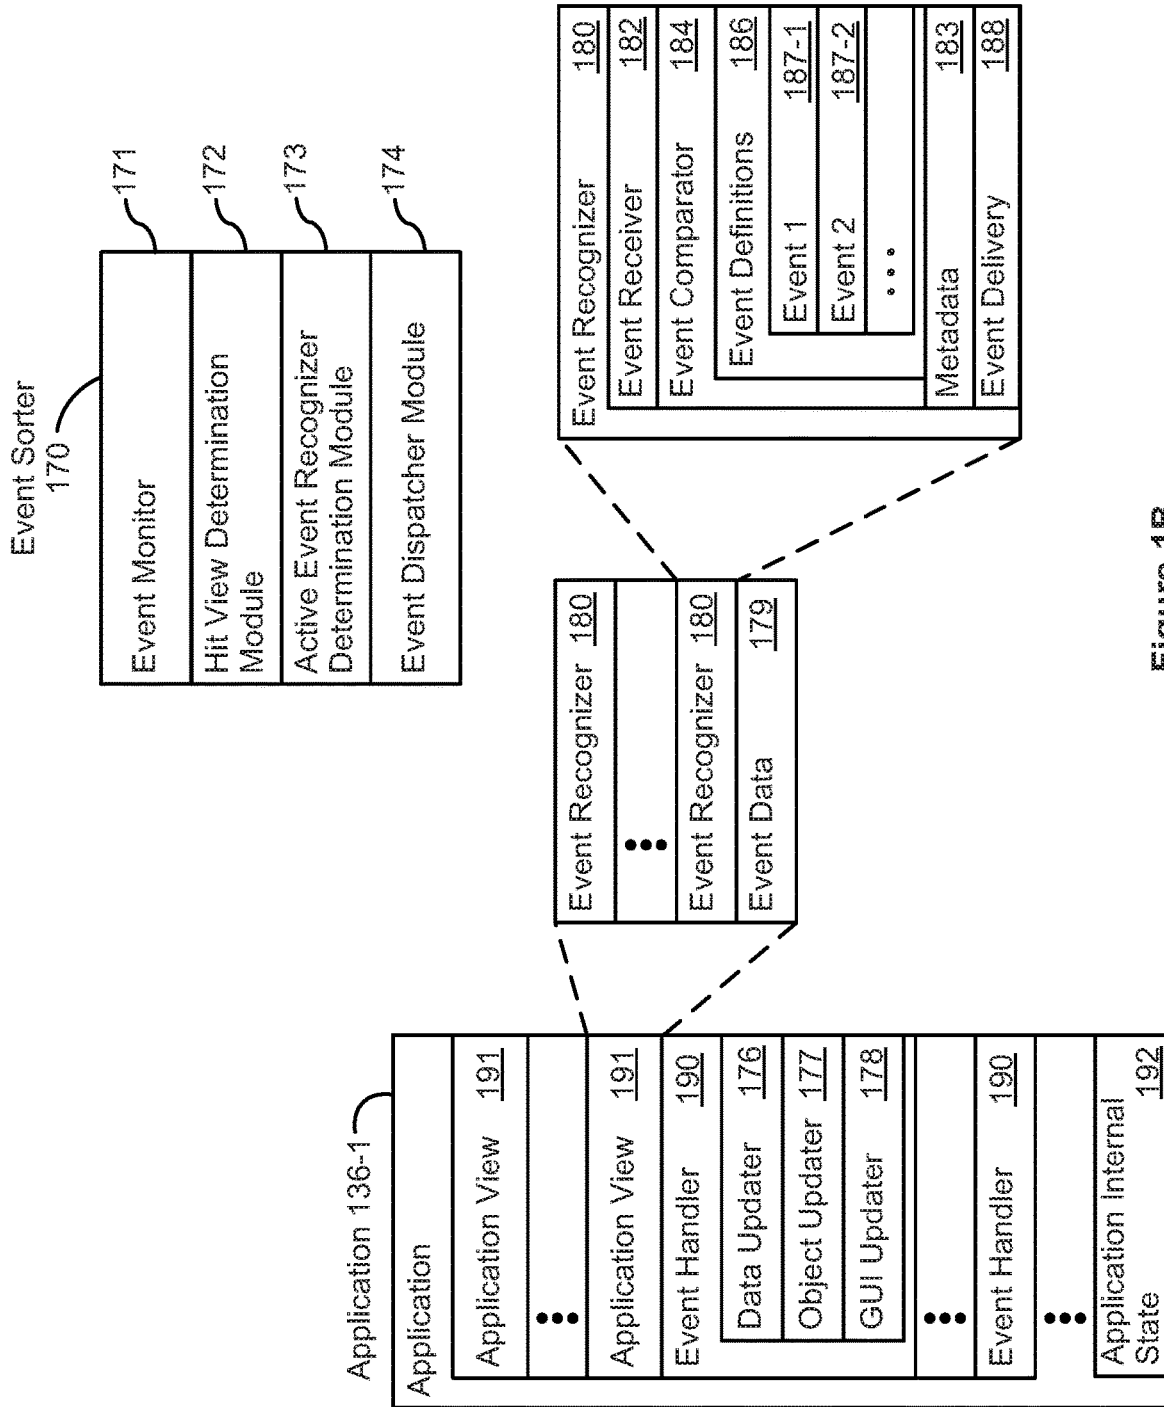 Event Sorter
170
Event Monitor
171
Hit View Determination
Module
172
Active Event Recognizer
Determination Module
173
Event Dispatcher Module
174
Application 136-1
Application
Application View 191
•••
Application View 191
Event Handler 190
Data Updater 176
Object Updater 177
GUI Updater 178
•••
Event Handler 190
•••
Application Internal
State 192
Event Recognizer 180
•••
Event Recognizer 180
Event Data 179
Event Recognizer 180
Event Receiver 182
Event Comparator 184
Event Definitions 186
Event 1 187-1
Event 2 187-2
•••
Metadata 183
Event Delivery 188
Figure 1B